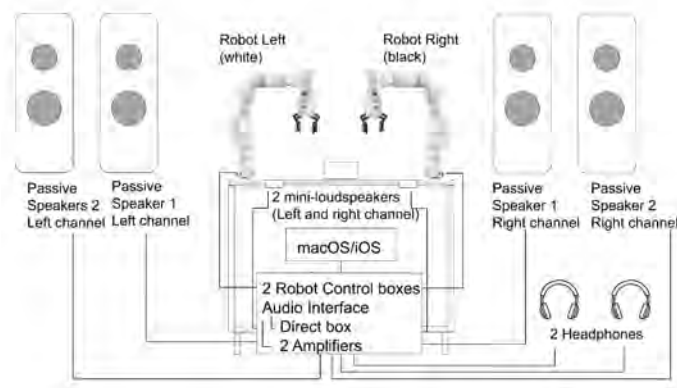 Robot Left
(white)
Robot Right
(black)
Passive
Speakers 2
Left channel
Passive
Speaker 1
Left channel
2 mini-loudspeakers
(Left and right channel)
Passive
Speaker 1
Right channel
Passive
Speaker 2
Right channel
macOS/iOS
2 Robot Control boxes
Audio Interface
Direct box
2 Amplifiers
2 Headphones